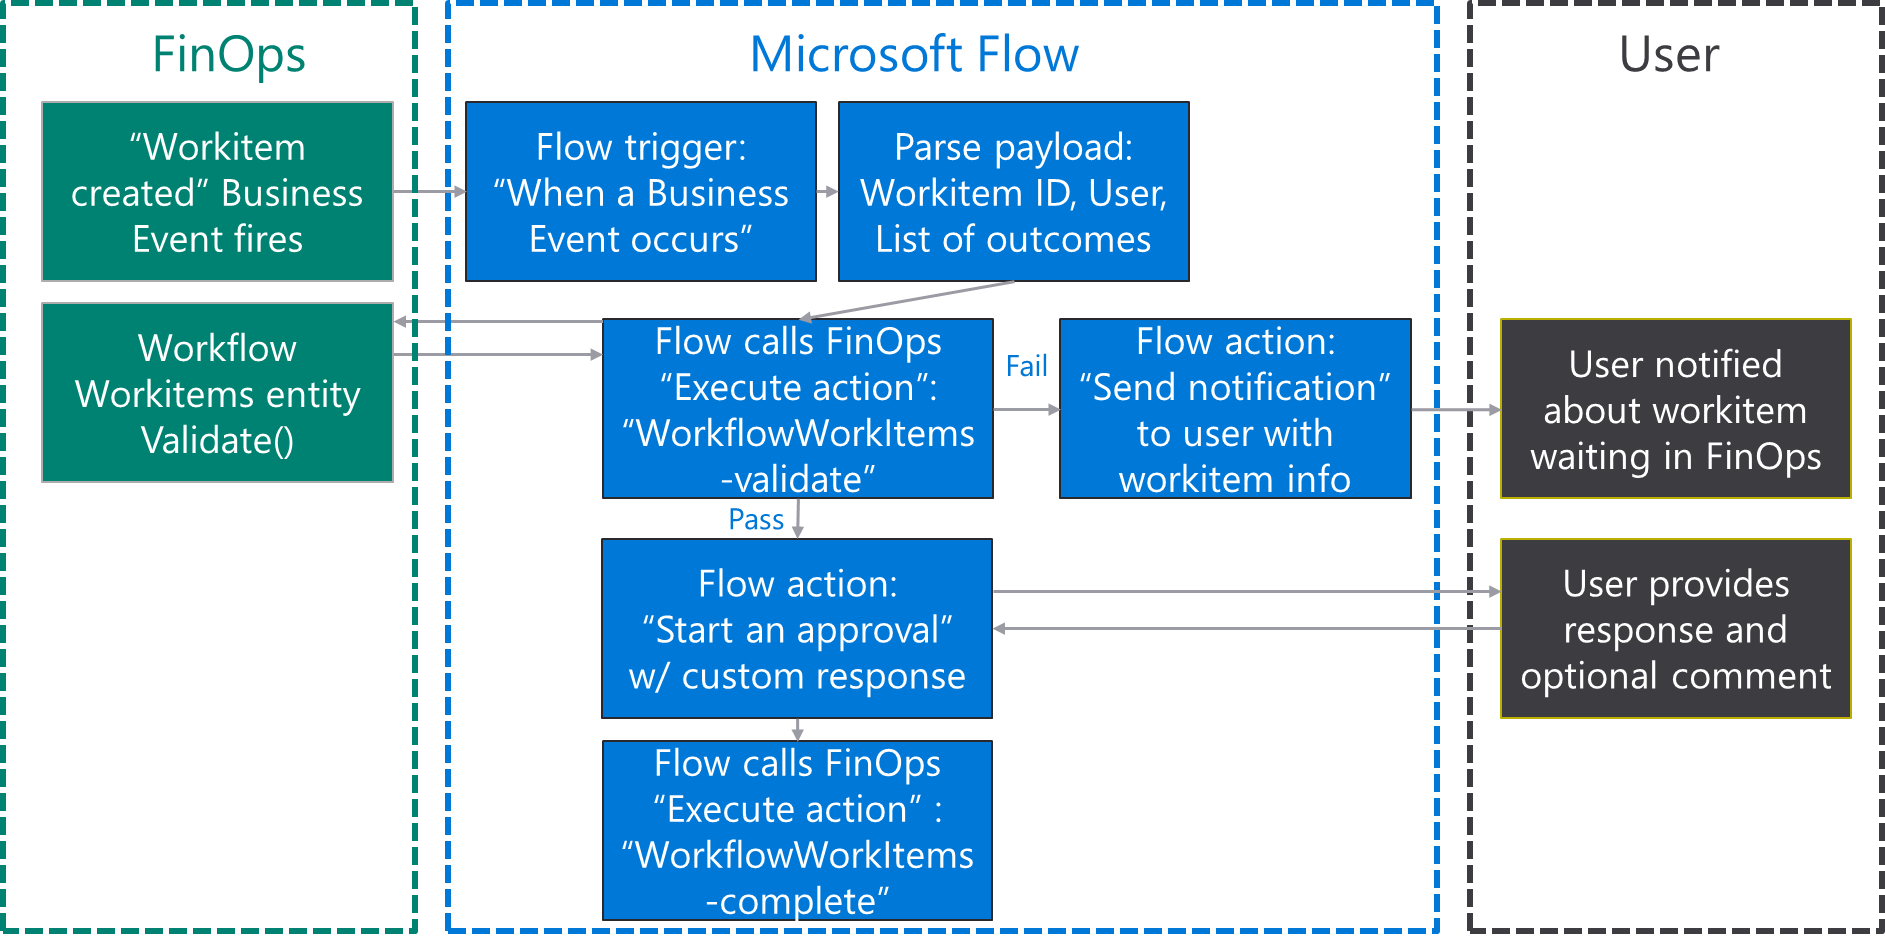 FinOps
Microsoft Flow
User
“Workitem
created” Business
Event fires
Flow trigger:
“When a Business
Event occurs”
Parse payload:
Workitem ID, User,
List of outcomes
Workflow
Workitems entity
Validate()
Flow calls FinOps
“Execute action”:
“WorkflowWorkItems
-validate”
Fail
Flow action:
“Send notification”
to user with
workitem info
User notified
about workitem
waiting in FinOps
Pass
Flow action:
“Start an approval”
w/ custom response
User provides
response and
optional comment
Flow calls FinOps
“Execute action” :
“WorkflowWorkItems
-complete”